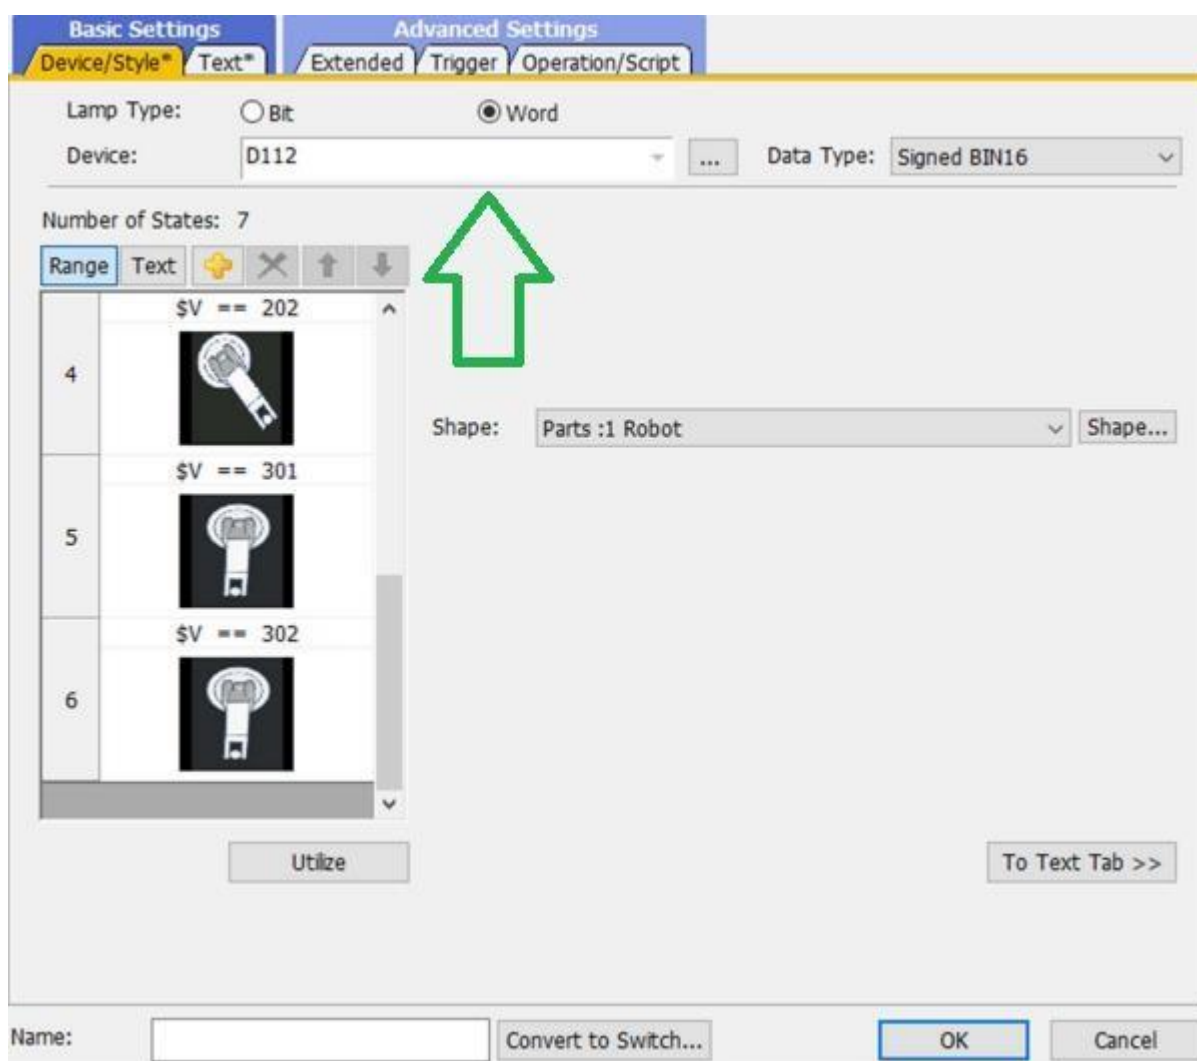 Basic Settings Advanced Settings
Device/Style* Text* Extended Trigger Operation/Script
Lamp Type: Bit Word
Device: D112 ... Data Type: Signed BIN16
Number of States: 7
Range Text
$V == 202
4
Shape: Parts :1 Robot Shape...
$V == 301
5
$V == 302
6
Utilize To Text Tab >>
Name: Convert to Switch... OK Cancel